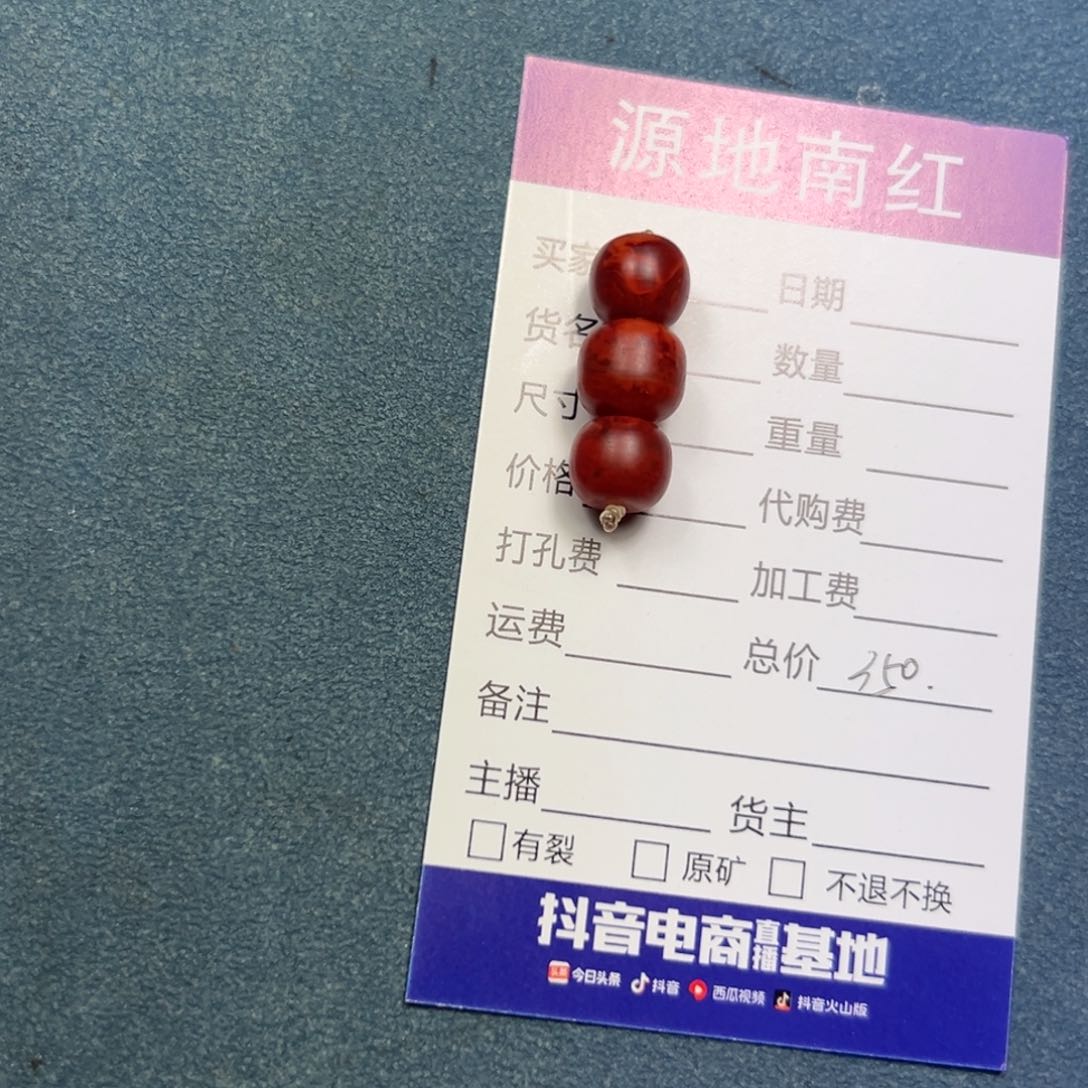 源地南红
买家 日期
货名 数量
尺寸 重量
价格 代购费
打孔费 加工费
运费 总价 350.
备注
主播 货主
有裂 原矿 不退不换
抖音电商直播基地
头条 今日头条 抖音 西瓜视频 抖音火山版